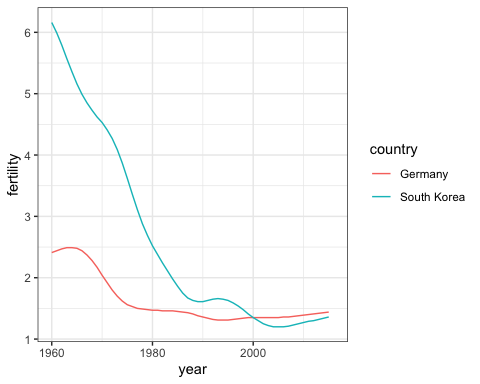 6
5
4
3
2
1
fertility
1960
1980
2000
year
country
Germany
South Korea